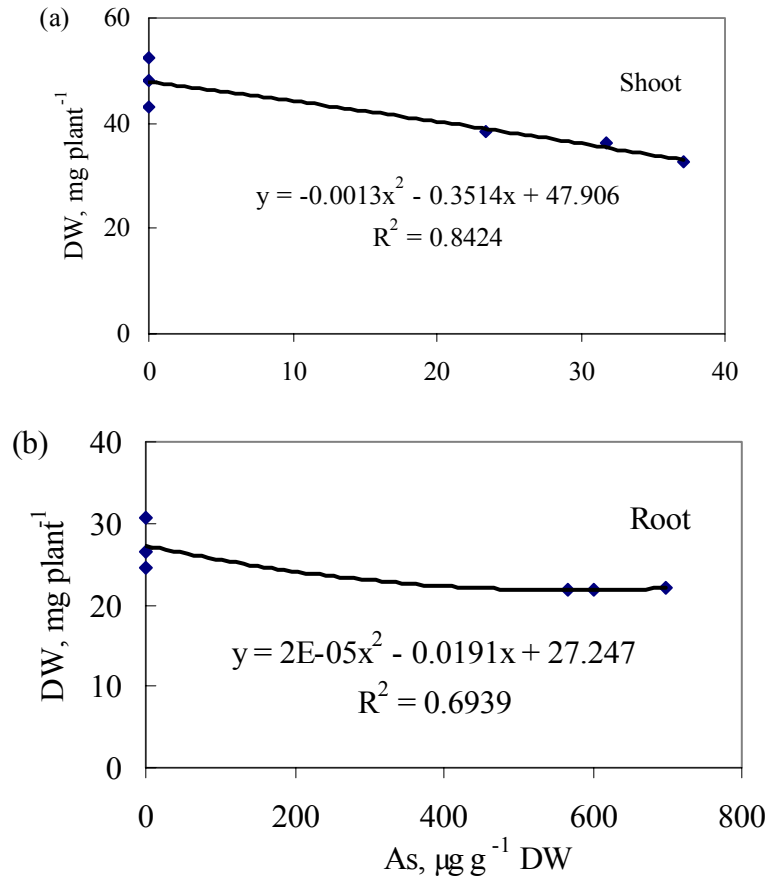 (a)
60
40
20
0
DW, mg plant⁻¹
Shoot
y = -0.0013x² - 0.3514x + 47.906
R² = 0.8424
0 10 20 30 40
(b)
40
30
20
10
0
DW, mg plant⁻¹
Root
y = 2E-05x² - 0.0191x + 27.247
R² = 0.6939
0 200 400 600 800
As, µg g⁻¹ DW